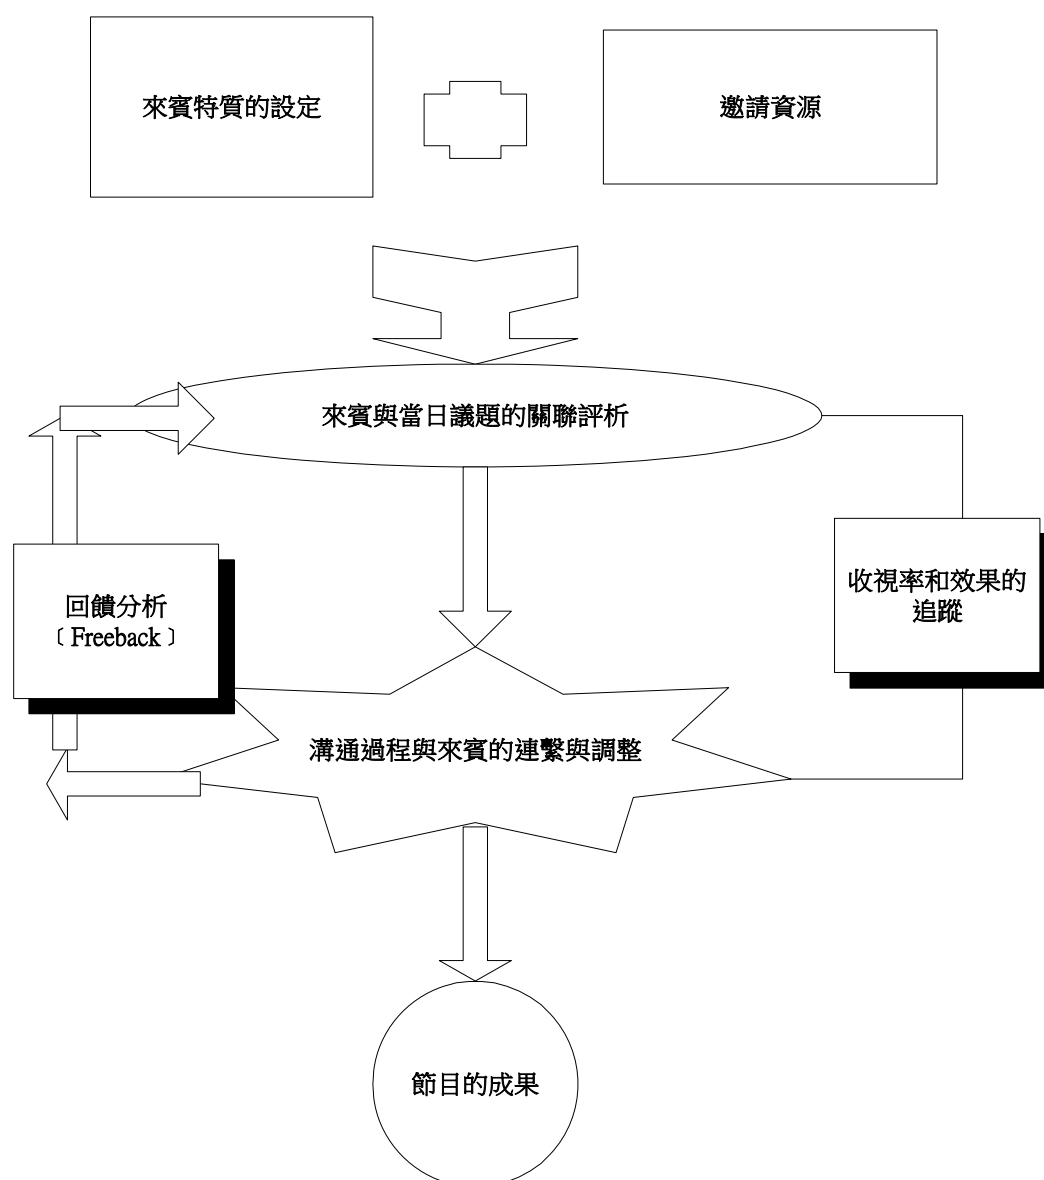 來賓特質的設定
邀請資源
來賓與當日議題的關聯評析
收視率和效果的
追蹤
回饋分析
﹝Freeback﹞
溝通過程與來賓的連繫與調整
節目的成果